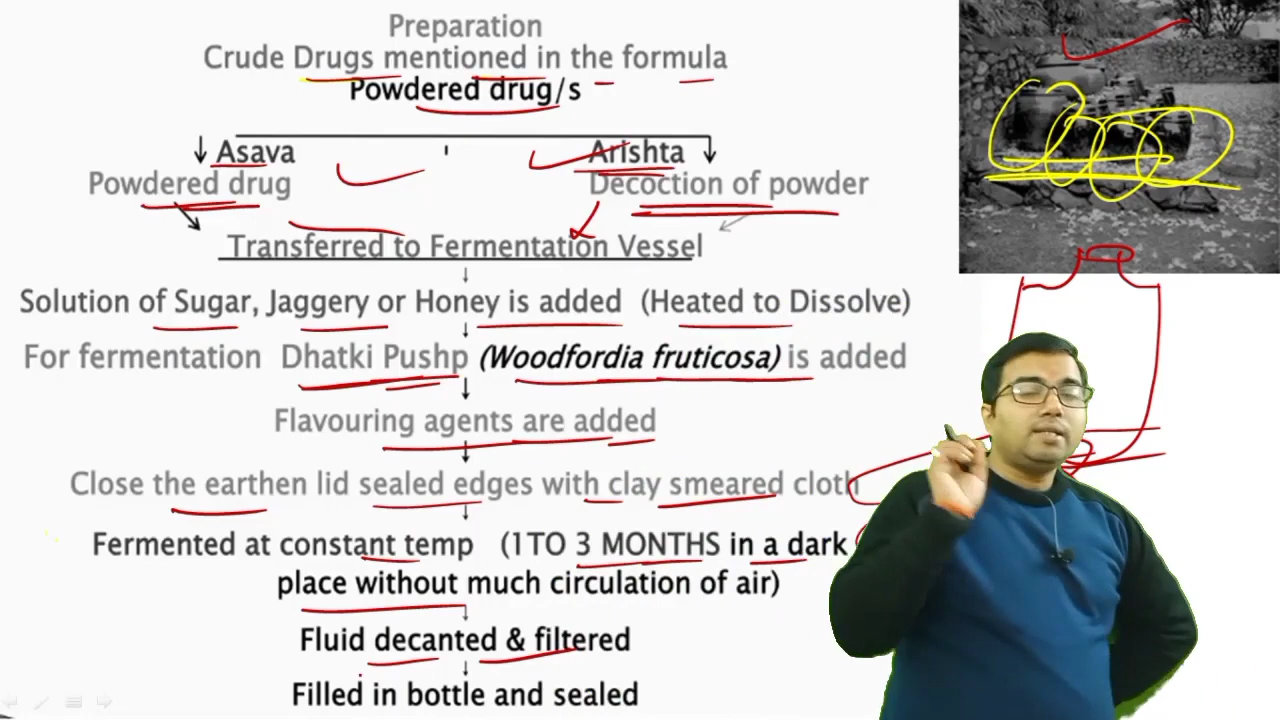 Preparation
Crude Drugs mentioned in the formula
Powdered drug/s
Asava Arishta
Powdered drug Decoction of powder
Transferred to Fermentation Vessel
Solution of Sugar, Jaggery or Honey is added (Heated to Dissolve)
For fermentation Dhatki Pushp (Woodfordia fruticosa) is added
Flavouring agents are added
Close the earthen lid sealed edges with clay smeared cloth
Fermented at constant temp (1TO 3 MONTHS in a dark
place without much circulation of air)
Fluid decanted & filtered
Filled in bottle and sealed